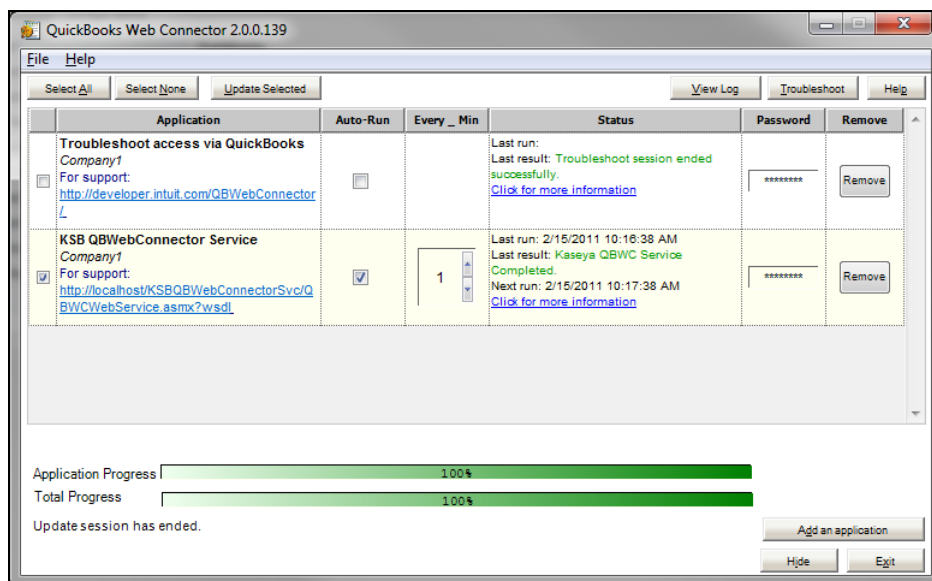 QuickBooks Web Connector 2.0.0.139
File Help
Select All Select None Update Selected View Log Troubleshoot Help
Application Auto-Run Every _ Min Status Password Remove
Troubleshoot access via QuickBooks
Company1
For support:
http://developer.intuit.com/QBWebConnector
/
Last run:
Last result: Troubleshoot session ended
successfully.
Click for more information
********
Remove
KSB QBWebConnector Service
Company1
For support:
http://localhost/KSBQBWebConnectorSvc/Q
BWCWebService.asmx?wsdl
1
Last run: 2/15/2011 10:16:38 AM
Last result: Kaseya QBWC Service
Completed.
Next run: 2/15/2011 10:17:38 AM
Click for more information
********
Remove
Application Progress 100%
Total Progress 100%
Update session has ended.
Add an application
Hide Exit